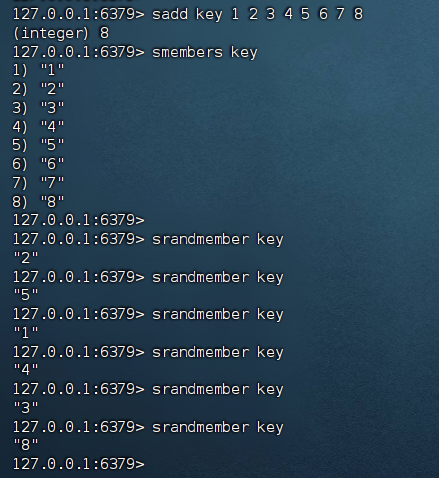 127.0.0.1:6379> sadd key 1 2 3 4 5 6 7 8
(integer) 8
127.0.0.1:6379> smembers key
1) "1"
2) "2"
3) "3"
4) "4"
5) "5"
6) "6"
7) "7"
8) "8"
127.0.0.1:6379>
127.0.0.1:6379> srandmember key
"2"
127.0.0.1:6379> srandmember key
"5"
127.0.0.1:6379> srandmember key
"1"
127.0.0.1:6379> srandmember key
"4"
127.0.0.1:6379> srandmember key
"3"
127.0.0.1:6379> srandmember key
"8"
127.0.0.1:6379>